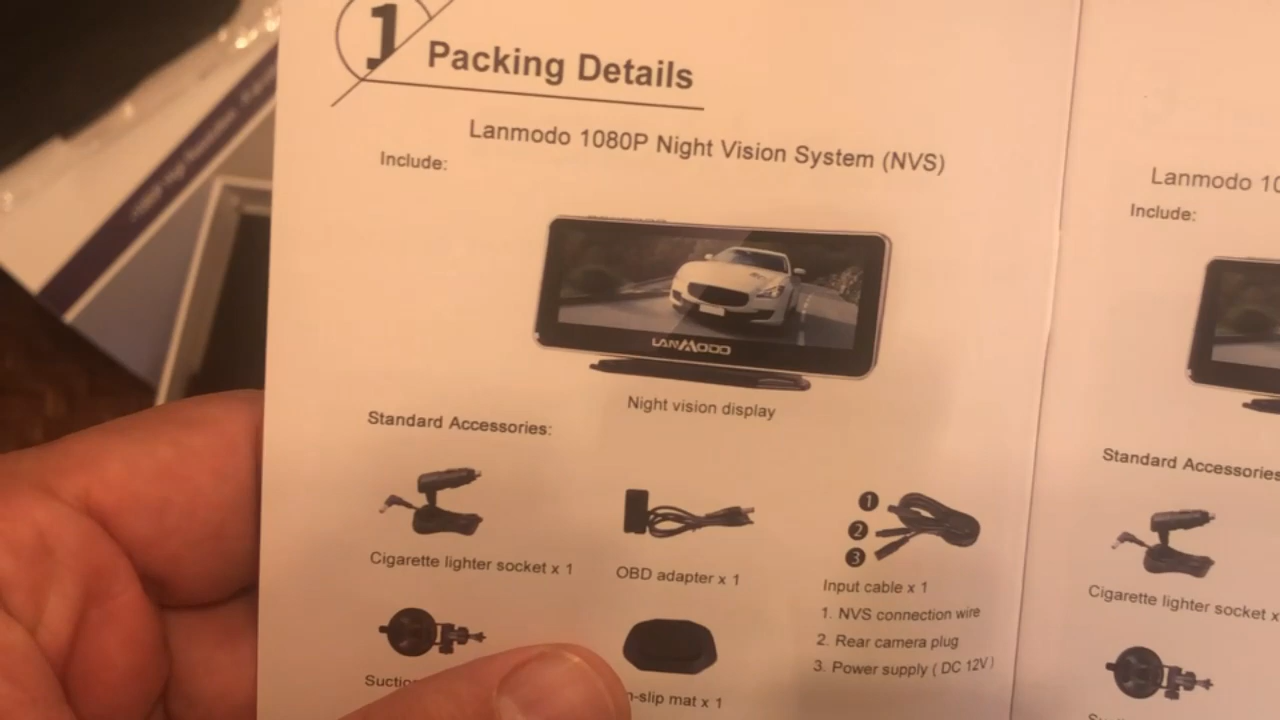 1
Packing Details
Lanmodo 1080P Night Vision System (NVS)
Include:
LANMODO
Night vision display
Standard Accessories:
Cigarette lighter socket x 1
OBD adapter x 1
1
2
3
Input cable x 1
1. NVS connection wire
2. Rear camera plug
3. Power supply ( DC 12V )
Suctio
n-slip mat x 1
Lanmodo 10
Include:
Standard Accessories
Cigarette lighter socket x